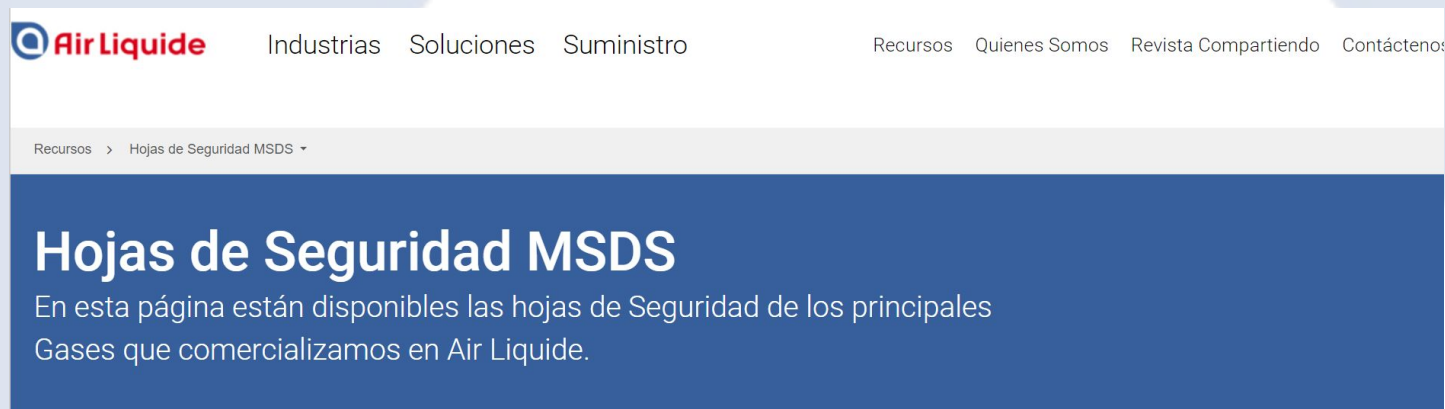 Air Liquide Industrias Soluciones Suministro Recursos Quienes Somos Revista Compartiendo Contáctenos
Recursos > Hojas de Seguridad MSDS
Hojas de Seguridad MSDS
En esta página están disponibles las hojas de Seguridad de los principales
Gases que comercializamos en Air Liquide.